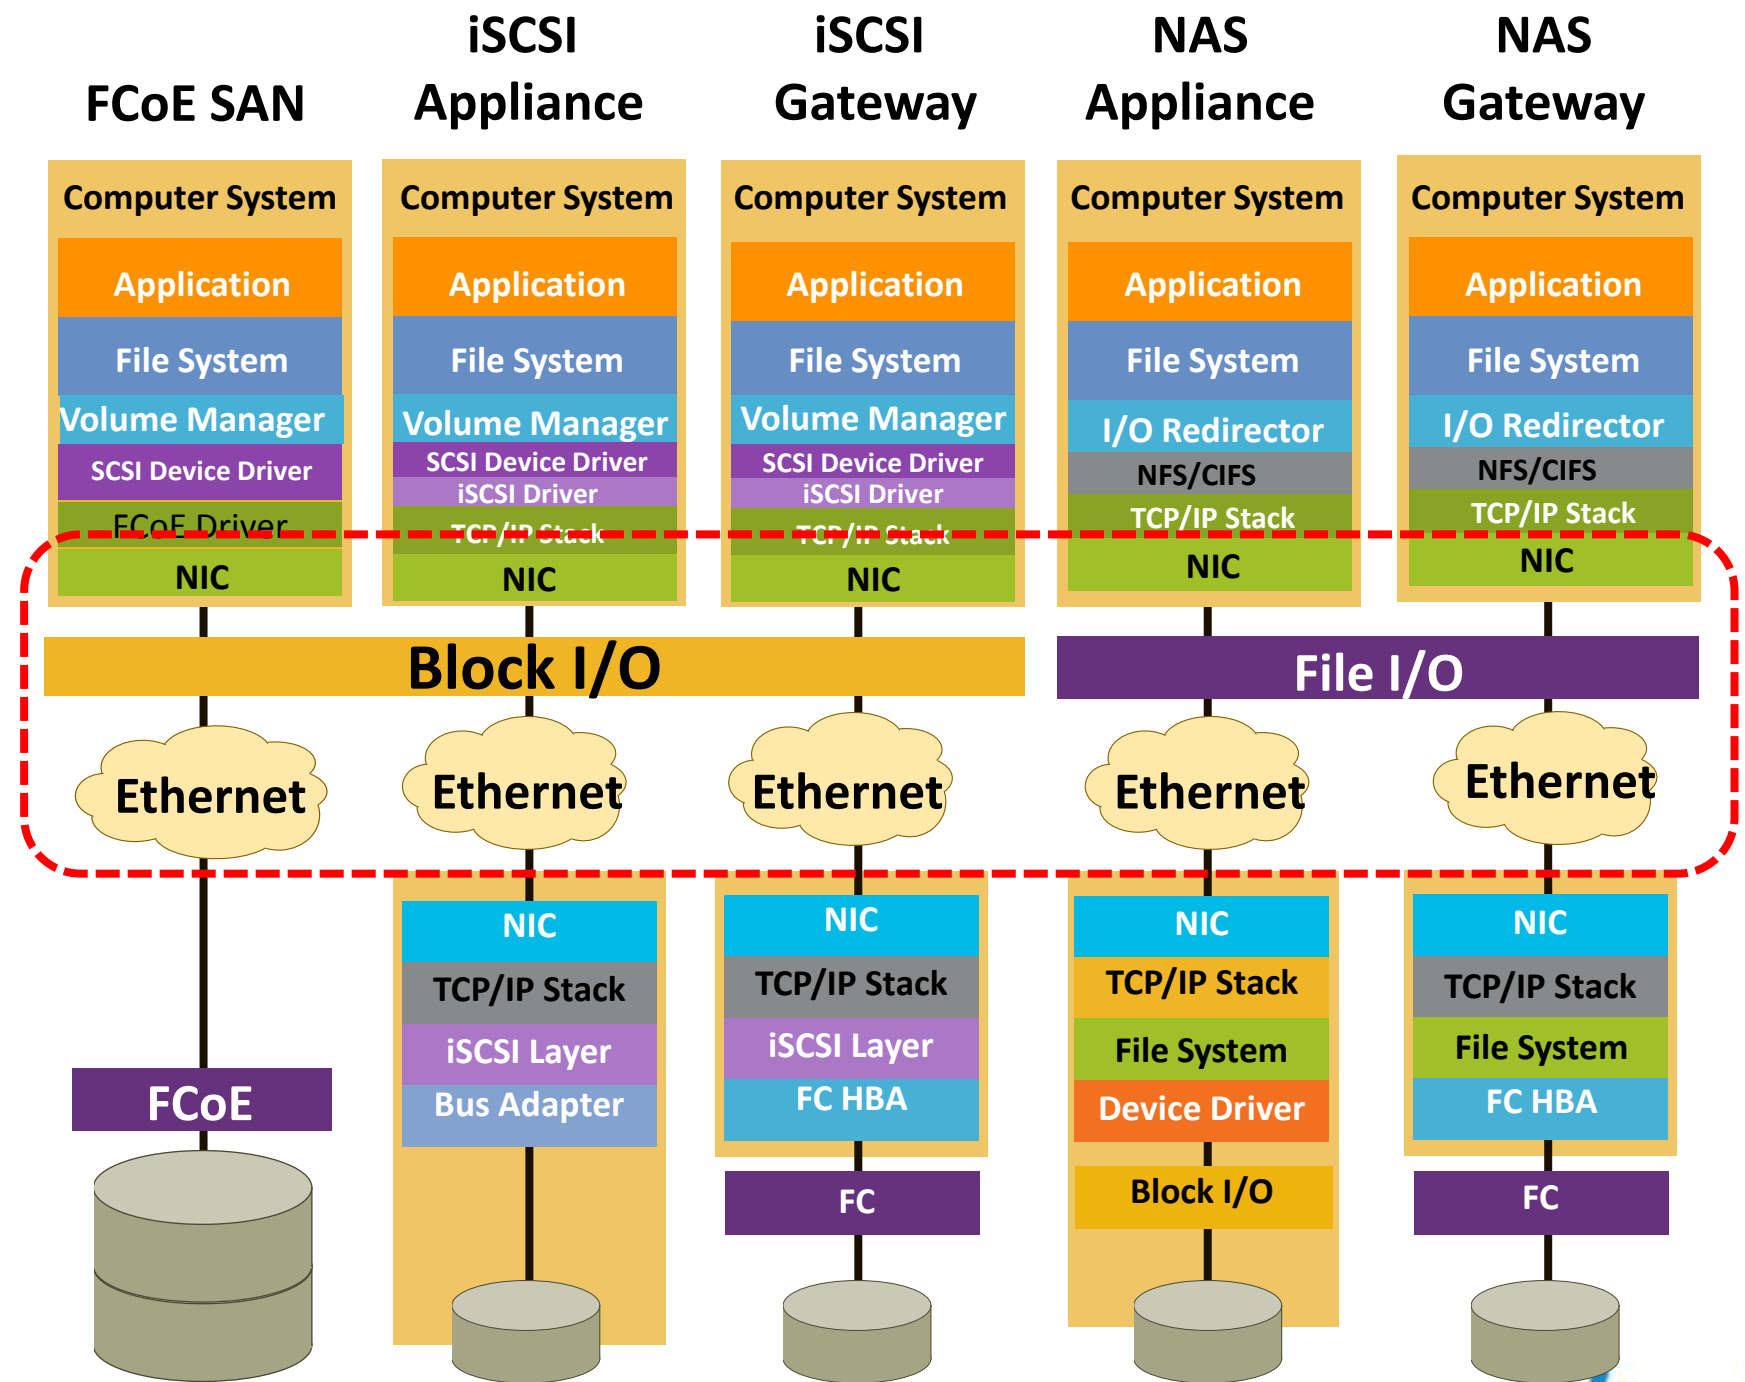 FCoE SAN
iSCSI
Appliance
iSCSI
Gateway
NAS
Appliance
NAS
Gateway
Computer System
Application
File System
Volume Manager
SCSI Device Driver
FCoE Driver
NIC
Computer System
Application
File System
Volume Manager
SCSI Device Driver
iSCSI Driver
TCP/IP Stack
NIC
Computer System
Application
File System
Volume Manager
SCSI Device Driver
iSCSI Driver
TCP/IP Stack
NIC
Computer System
Application
File System
I/O Redirector
NFS/CIFS
TCP/IP Stack
NIC
Computer System
Application
File System
I/O Redirector
NFS/CIFS
TCP/IP Stack
NIC
Block I/O
File I/O
Ethernet
Ethernet
Ethernet
Ethernet
Ethernet
FCoE
NIC
TCP/IP Stack
iSCSI Layer
Bus Adapter
NIC
TCP/IP Stack
iSCSI Layer
FC HBA
FC
NIC
TCP/IP Stack
File System
Device Driver
Block I/O
NIC
TCP/IP Stack
File System
FC HBA
FC